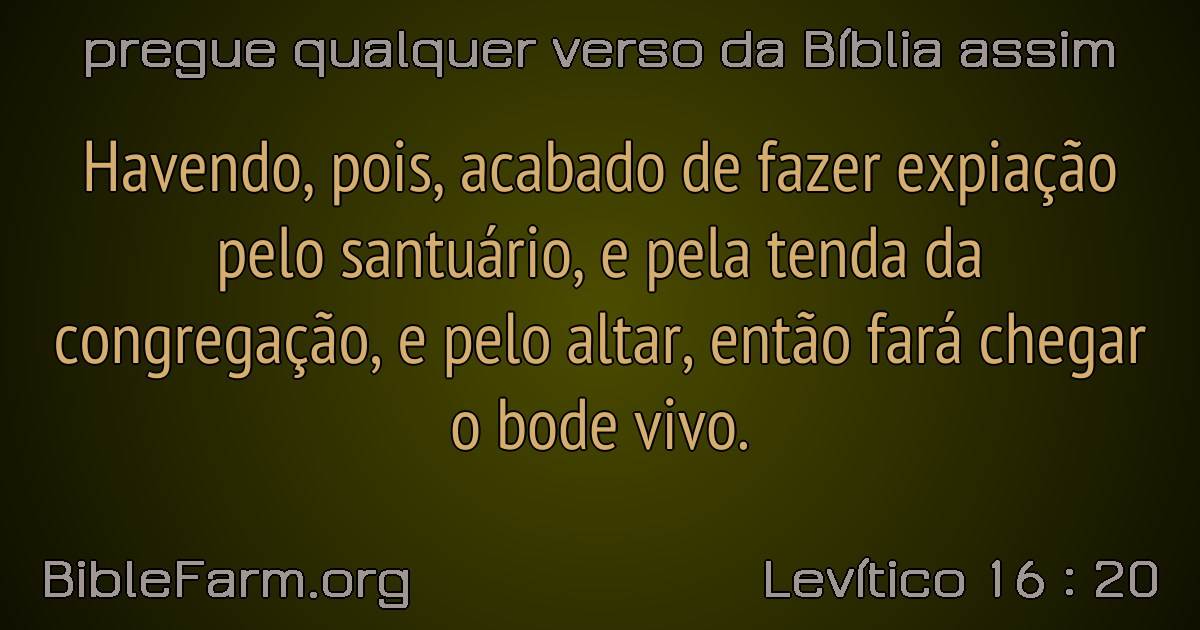 pregue qualquer verso da Bíblia assim
Havendo, pois, acabado de fazer expiação
pelo santuário, e pela tenda da
congregação, e pelo altar, então fará chegar
o bode vivo.
BibleFarm.org
Levítico 16 : 20